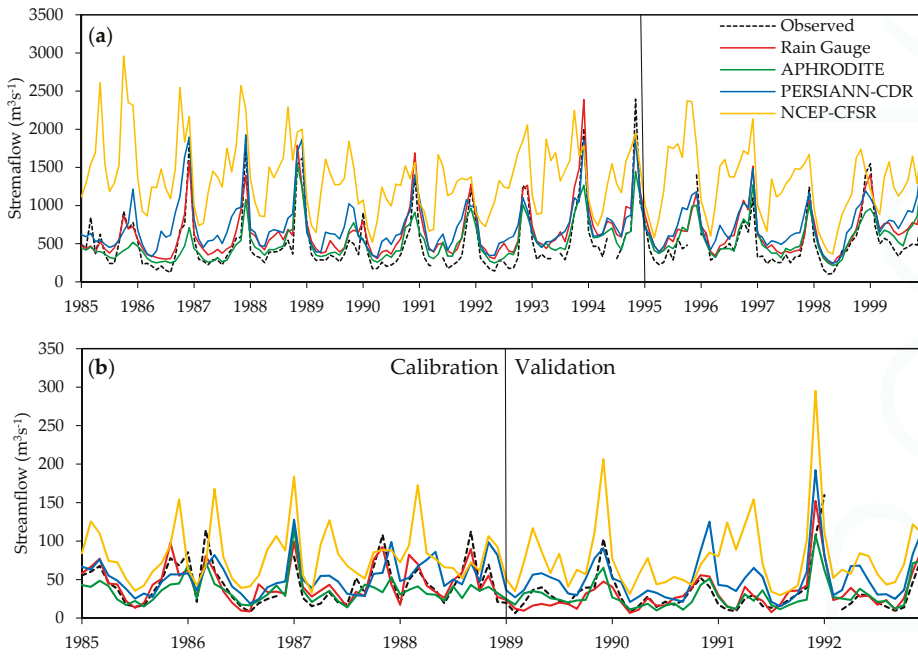 3500
3000
2500
2000
1500
1000
500
0
Stremaflow (m³s⁻¹)
(a)
Observed
Rain Gauge
APHRODITE
PERSIANN-CDR
NCEP-CFSR
1985 1986 1987 1988 1989 1990 1991 1992 1993 1994 1995 1996 1997 1998 1999
350
300
250
200
150
100
50
0
Streamflow (m³s⁻¹)
(b)
Calibration Validation
1985 1986 1987 1988 1989 1990 1991 1992